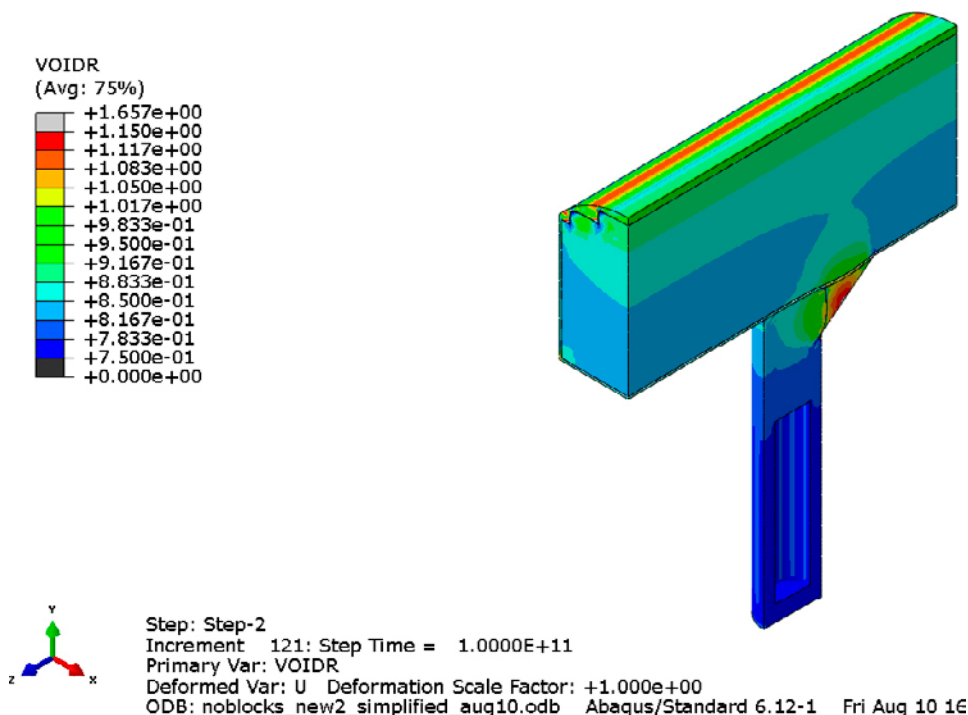 VOIDR
(Avg: 75%)
+1.657e+00
+1.150e+00
+1.117e+00
+1.083e+00
+1.050e+00
+1.017e+00
+9.833e-01
+9.500e-01
+9.167e-01
+8.833e-01
+8.500e-01
+8.167e-01
+7.833e-01
+7.500e-01
+0.000e+00
Y
Z X
Step: Step-2
Increment 121: Step Time = 1.0000E+11
Primary Var: VOIDR
Deformed Var: U Deformation Scale Factor: +1.000e+00
ODB: noblocks_new2_simplified_aug10.odb Abaqus/Standard 6.12-1 Fri Aug 10 16